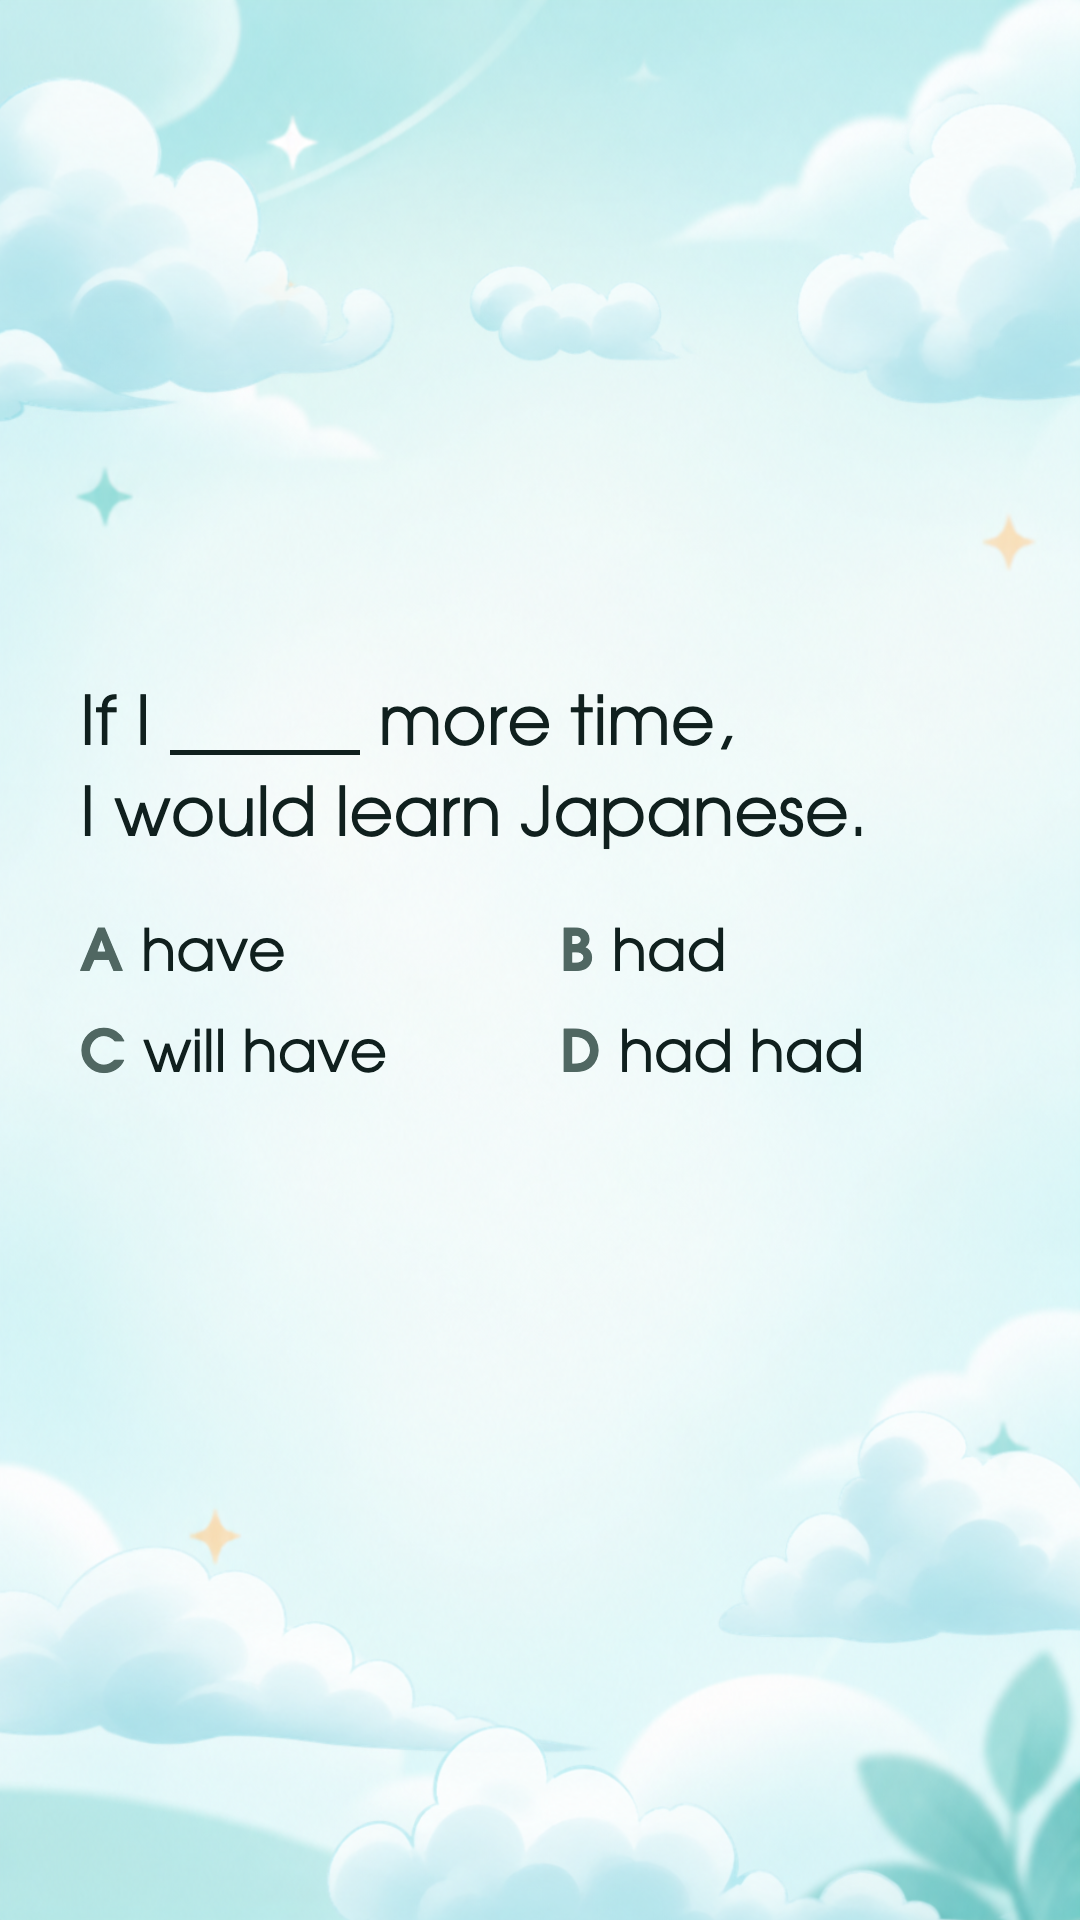 If I ______ more time,
I would learn Japanese.
A have B had
C will have D had had